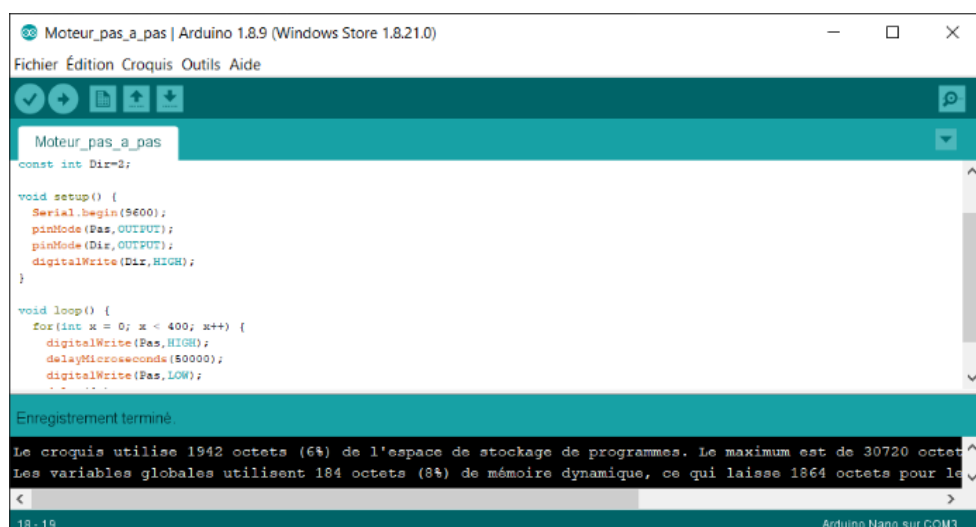 Moteur_pas_a_pas | Arduino 1.8.9 (Windows Store 1.8.21.0)
Fichier Édition Croquis Outils Aide
Moteur_pas_a_pas
const int Dir=2;
void setup() {
Serial.begin(9600);
pinMode(Pas,OUTPUT);
pinMode(Dir,OUTPUT);
digitalWrite(Dir,HIGH);
}
void loop() {
for(int x = 0; x < 400; x++) {
digitalWrite(Pas,HIGH);
delayMicroseconds(50000);
digitalWrite(Pas,LOW);
Enregistrement terminé.
Le croquis utilise 1942 octets (6%) de l'espace de stockage de programmes. Le maximum est de 30720 octet
Les variables globales utilisent 184 octets (8%) de mémoire dynamique, ce qui laisse 1864 octets pour le
18 - 19
Arduino Nano sur COM3